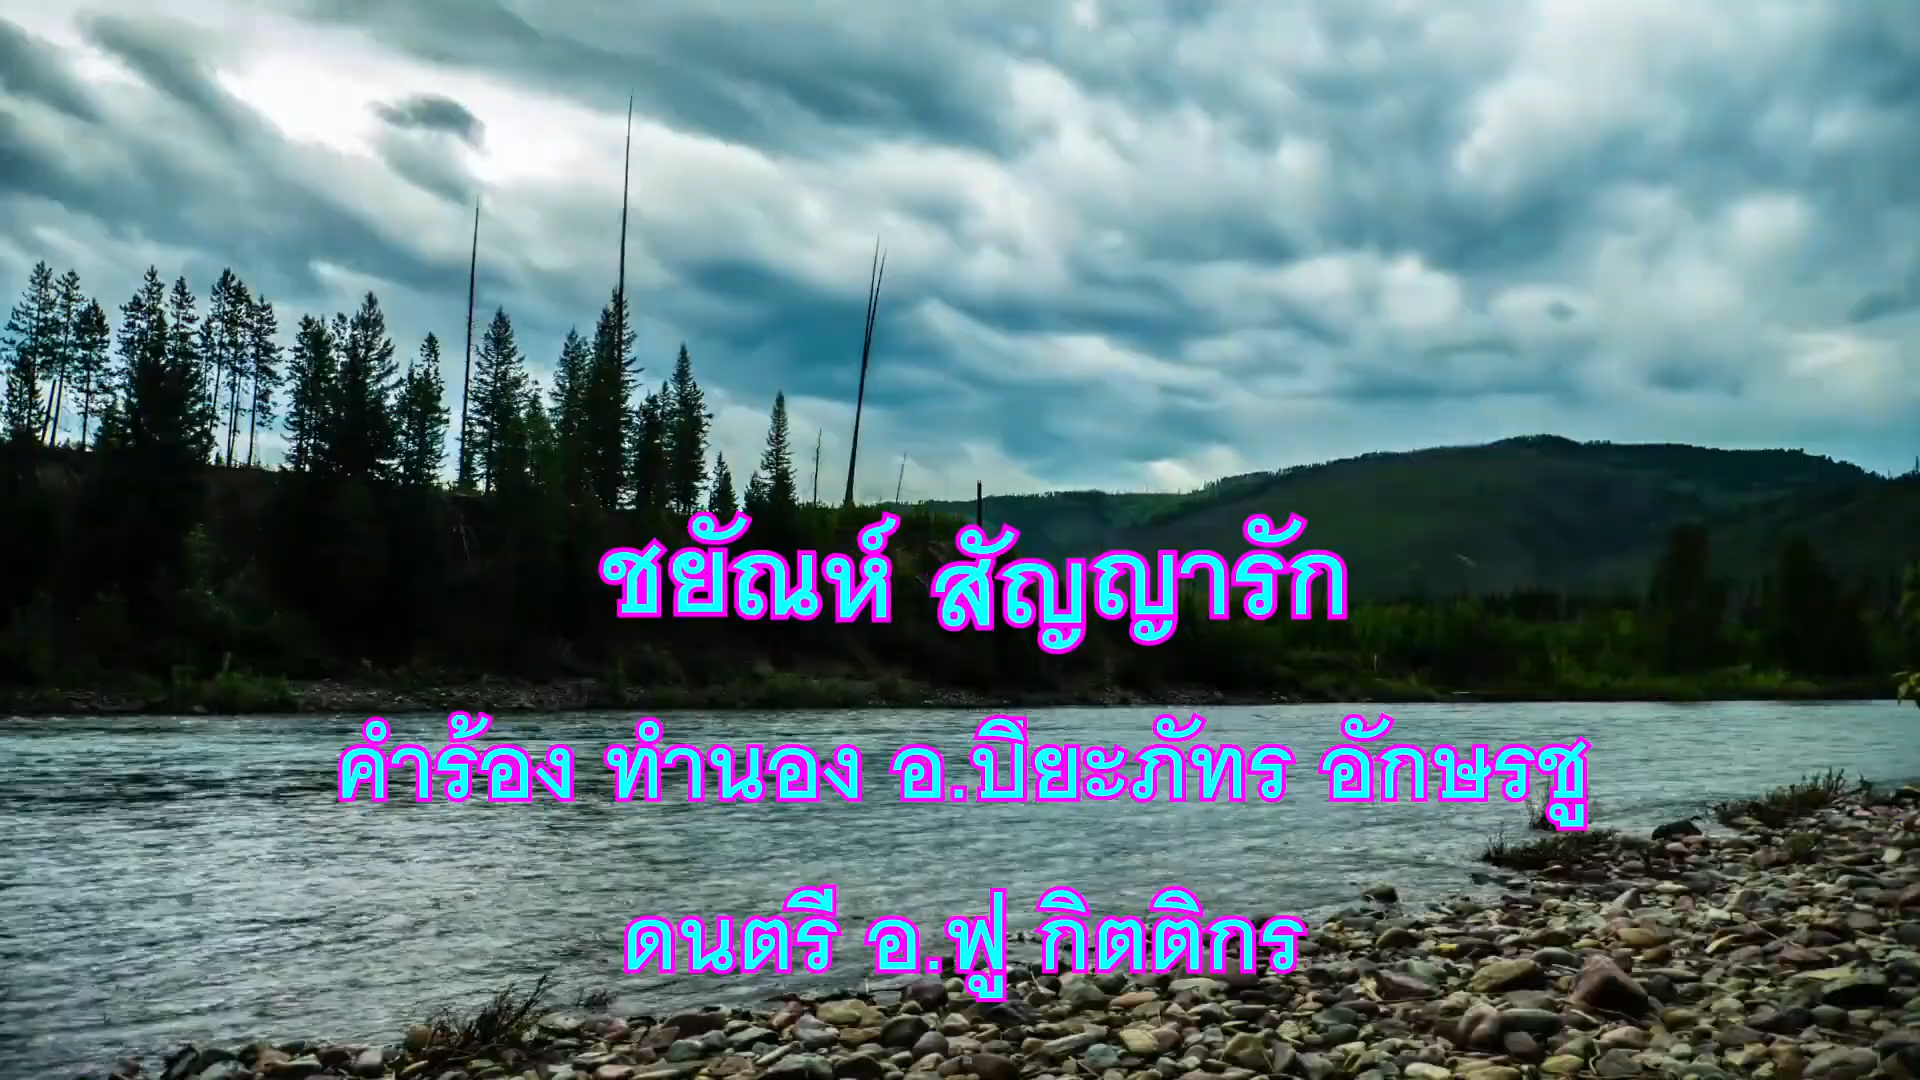 ชยัณห์ สัญญารัก
คำร้อง ทำนอง อ.ปิยะภัทร อักษรชู
ดนตรี อ.ฟู กิตติกร